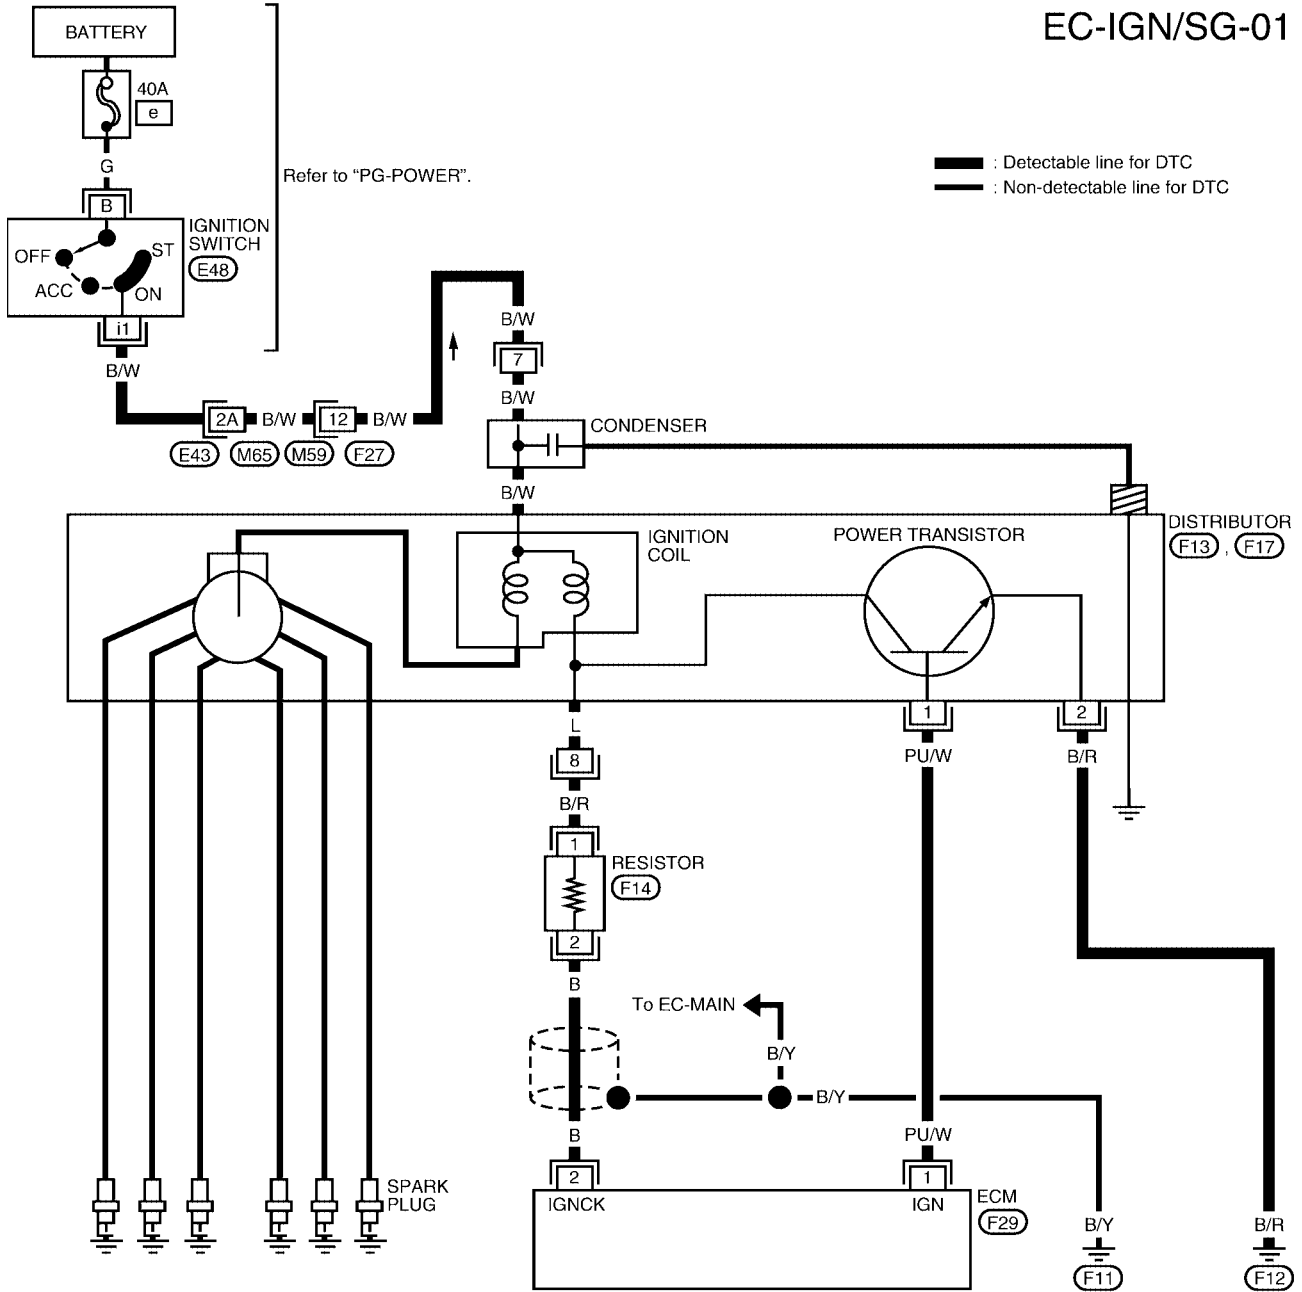 EC-IGN/SG-01
BATTERY
40A
e
: Detectable line for DTC
: Non-detectable line for DTC
G
Refer to “PG-POWER”.
B
IGNITION
SWITCH
E48
OFF
ST
ACC
ON
i1
B/W
B/W
7
B/W
2A
B/W
12
B/W
E43
M65
M59
F27
CONDENSER
B/W
DISTRIBUTOR
F13 , F17
IGNITION
COIL
POWER TRANSISTOR
1
2
L
PU/W
B/R
8
B/R
1
RESISTOR
F14
2
B
To EC-MAIN
B/Y
B/Y
B
PU/W
2
1
SPARK
PLUG
IGNCK
IGN
ECM
F29
B/Y
B/R
F11
F12